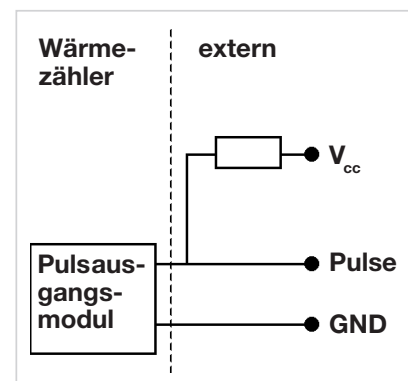 Wärme-
zähler
extern
Vcc
Pulsaus-
gangs-
modul
Pulse
GND